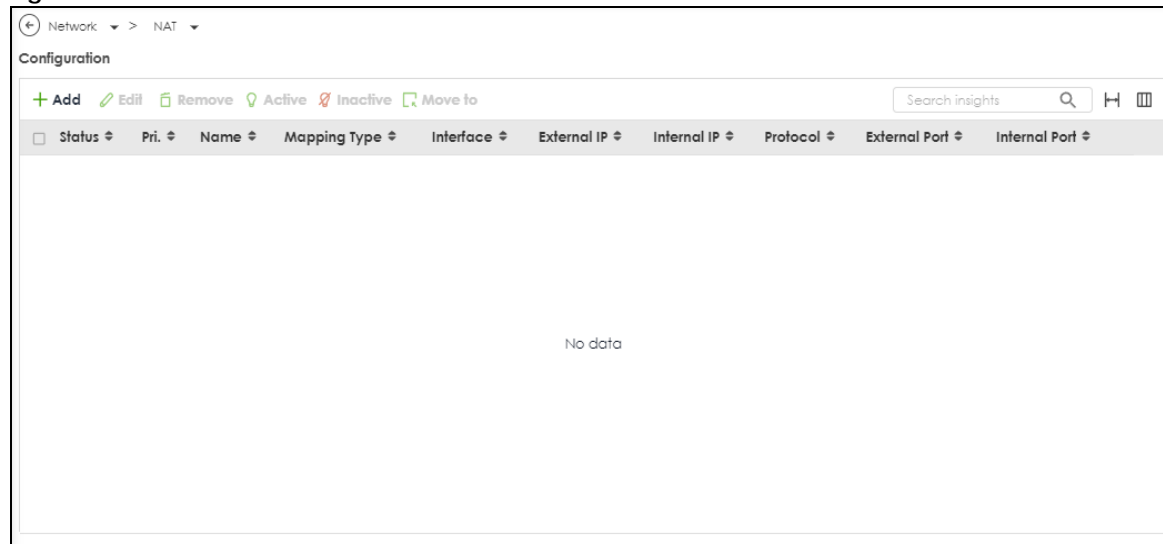 Network > NAT
Configuration
Add Edit Remove Active Inactive Move to Search insights
Status Pri. Name Mapping Type Interface External IP Internal IP Protocol External Port Internal Port
No data